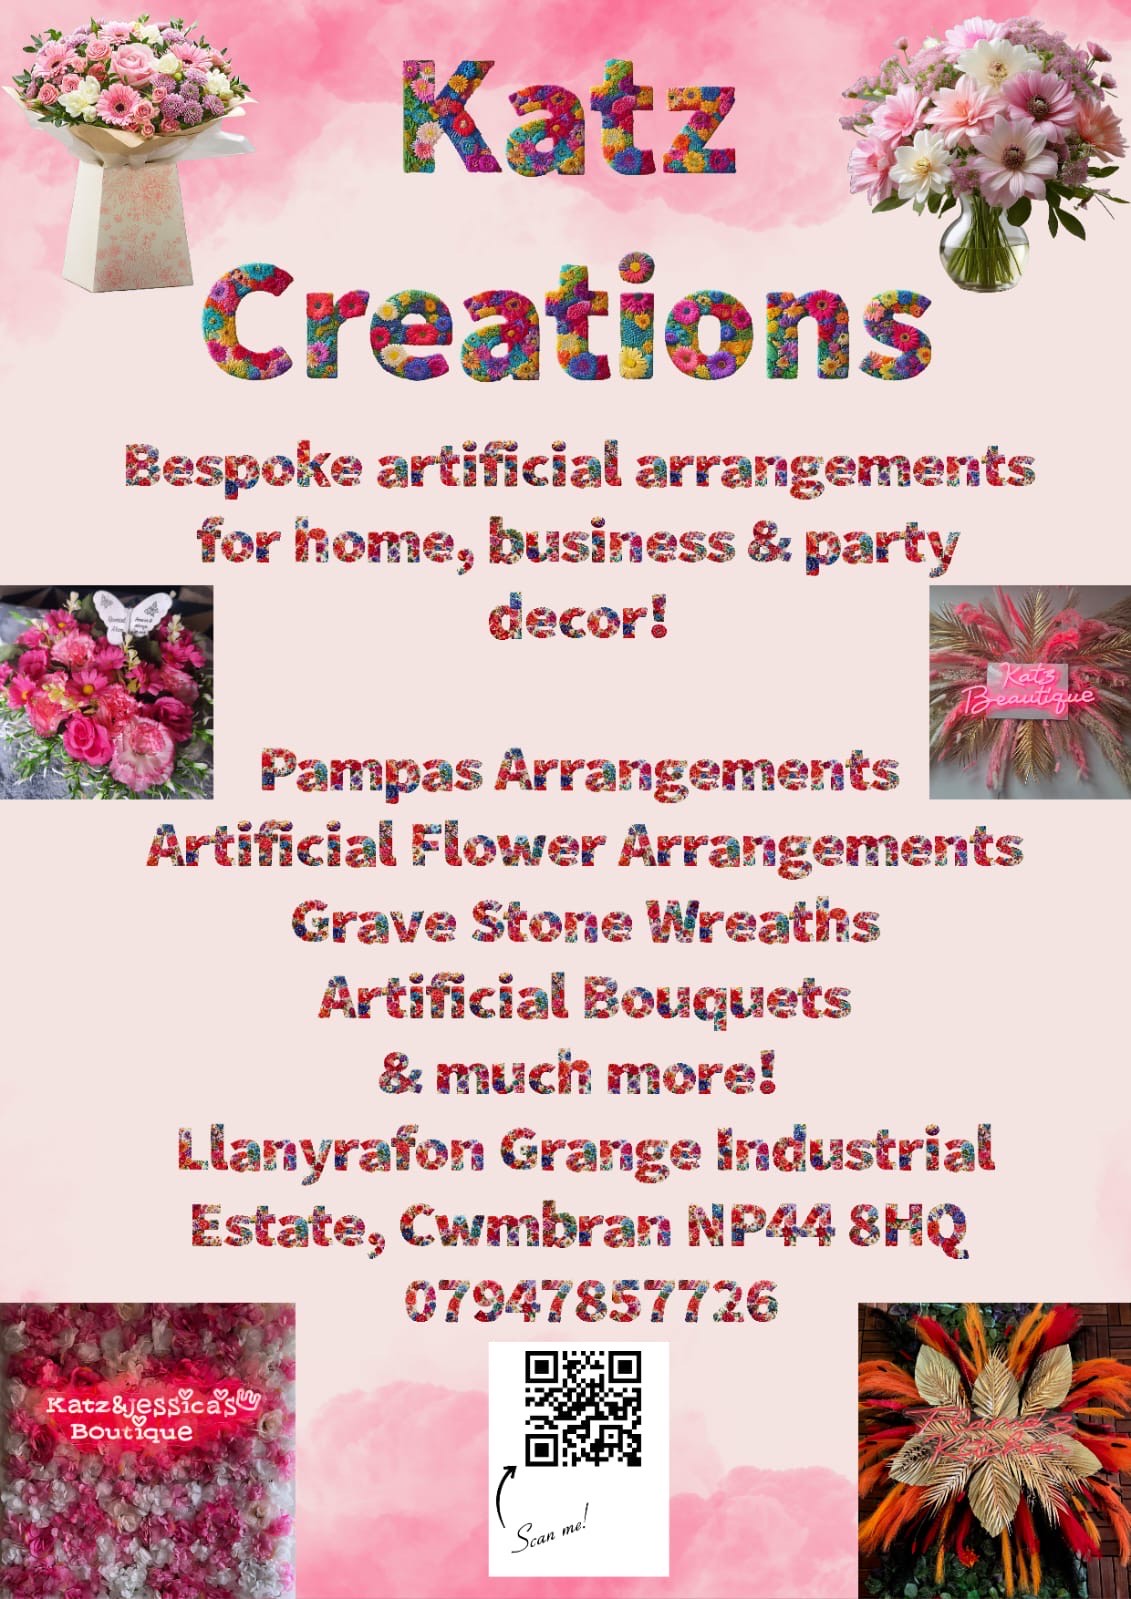 Katz
Creations
Bespoke artificial arrangements
for home, business & party
decor!
Katz
Beautique
Pampas Arrangements
Artificial Flower Arrangements
Grave Stone Wreaths
Artificial Bouquets
& much more!
Llanyrafon Grange Industrial
Estate, Cwmbran NP44 8HQ
07947857726
Katz&Jessica's
Boutique
Kitchen
Scan me!